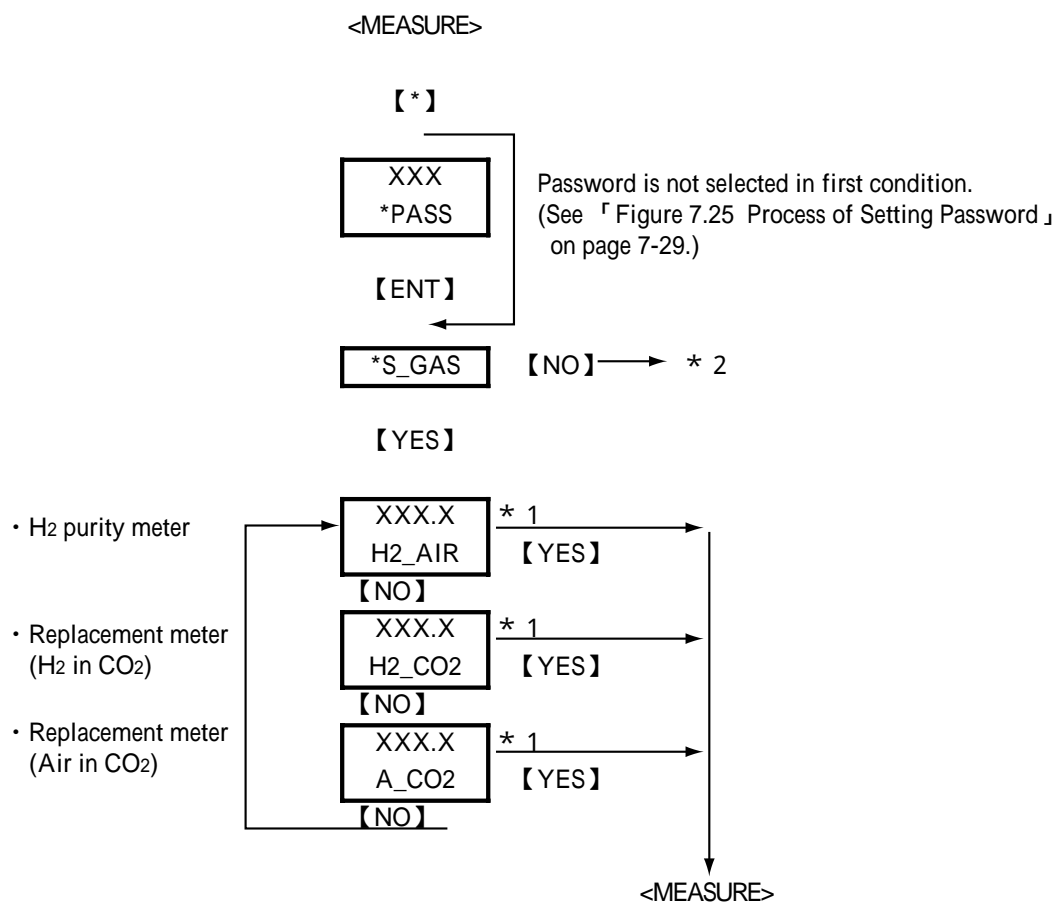 <MEASURE>
【*】
XXX
*PASS
Password is not selected in first condition.
(See 「Figure 7.25 Process of Setting Password」
on page 7-29.)
【ENT】
*S_GAS 【NO】 * 2
【YES】
・H2 purity meter
XXX.X
H2_AIR
* 1
【YES】
【NO】
・Replacement meter
(H2 in CO2)
XXX.X
H2_CO2
* 1
【YES】
【NO】
・Replacement meter
(Air in CO2)
XXX.X
A_CO2
* 1
【YES】
【NO】
<MEASURE>